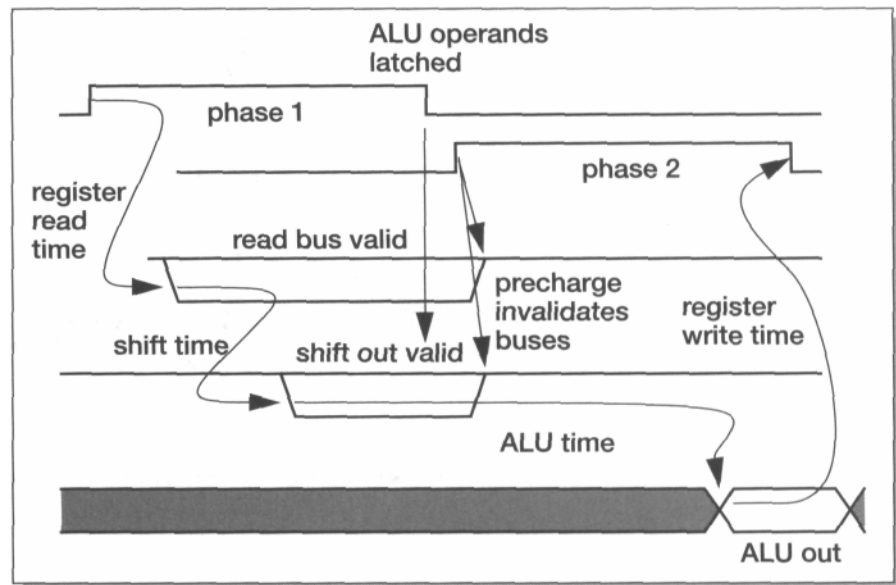 ALU operands
latched
phase 1
phase 2
register
read
time
read bus valid
precharge
invalidates
buses
register
write time
shift time
shift out valid
ALU time
ALU out